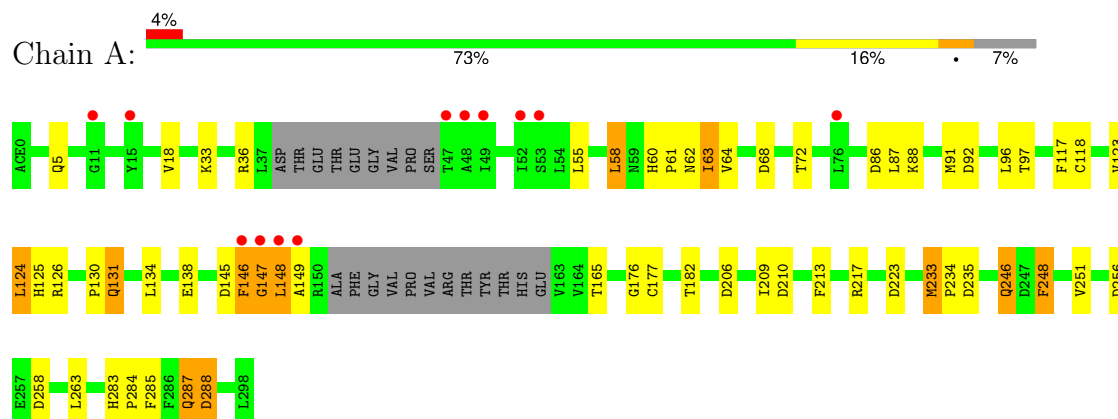 4%
Chain A:
73% 16% • 7%
ACE0 Q5 G11 Y15 V18 K33 R36 L37 ASP THR GLU THR GLU GLY VAL PRO SER T47 A48 I49 I52 S53 L54 L55 L58 N59 H60 P61 N62 I63 V64 D68 T72 L76 D86 L87 K88 M91 D92 L96 T97 F117 C118 V123
L124 H125 R126 P130 Q131 L134 E138 D145 F146 G147 L148 A149 R150 ALA PHE GLY VAL PRO VAL ARG THR TYR THR HIS GLU V163 V164 T165 G176 C177 T182 D206 I209 D210 F213 R217 D223 M233 P234 D235 Q246 D247 F248 V251 D256
E257 D258 L263 H283 P284 F285 F286 Q287 D288 L298